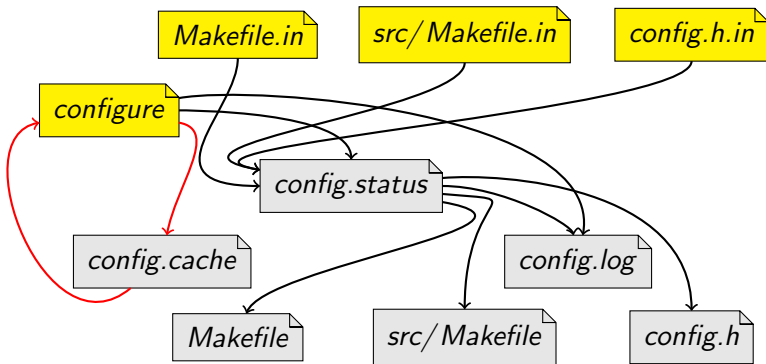 Makefile.in
src/Makefile.in
config.h.in
configure
config.status
config.cache
config.log
Makefile
src/Makefile
config.h